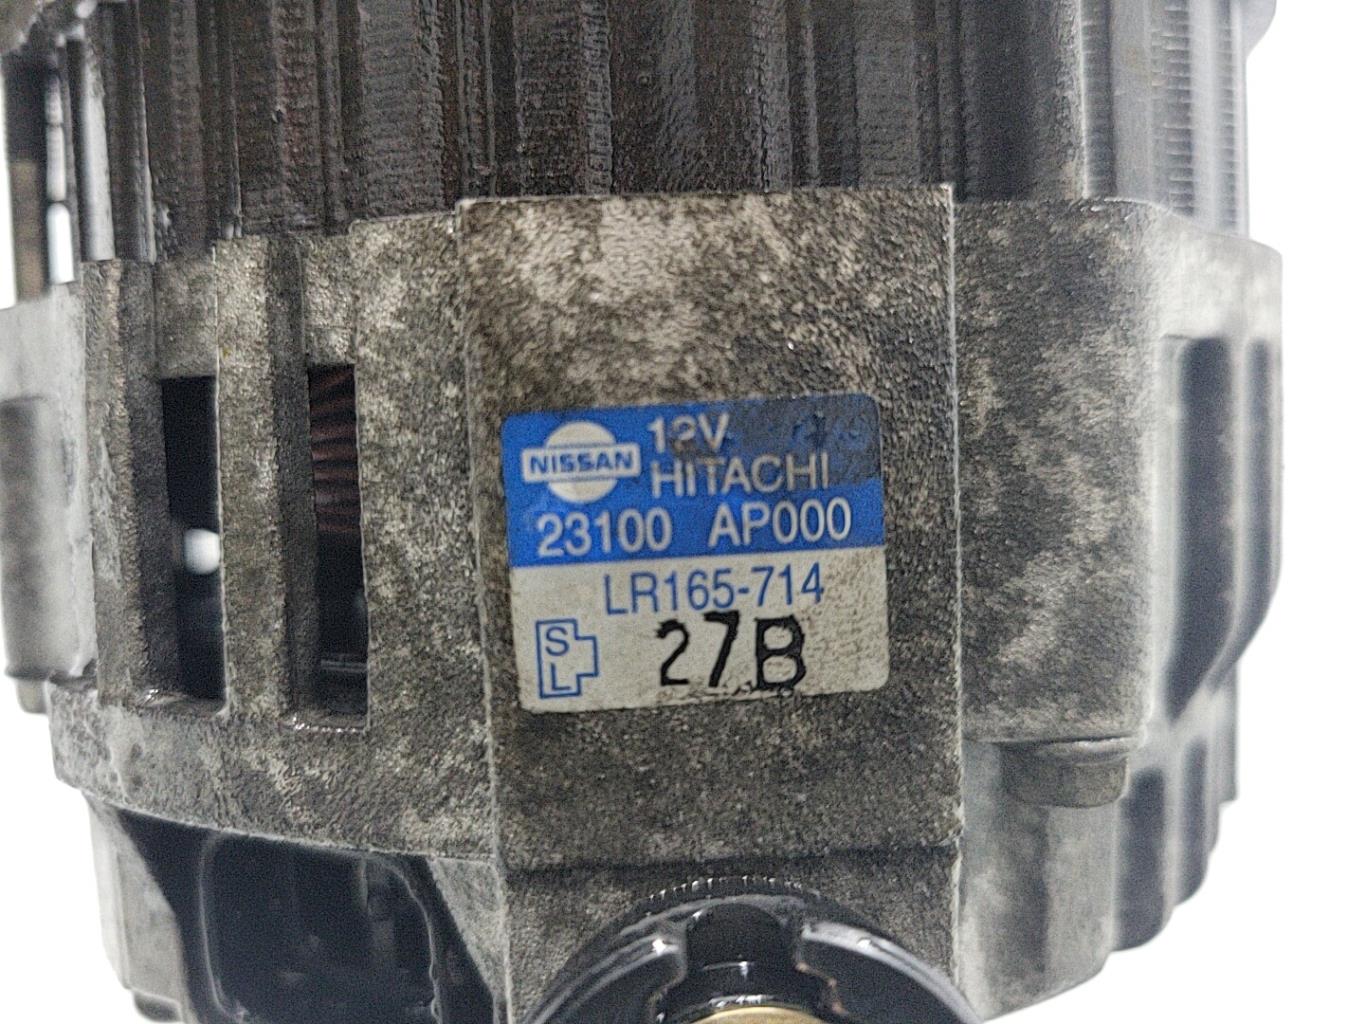 NISSAN
12V
HITACHI
23100 AP000
LR165-714
S
L
27B